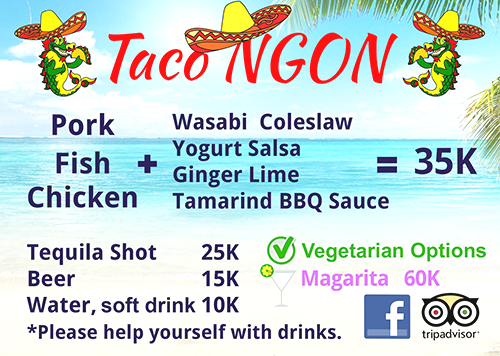 Taco NGON
Pork
Fish
Chicken
+
Wasabi Coleslaw
Yogurt Salsa
Ginger Lime
Tamarind BBQ Sauce
= 35K
Tequila Shot 25K
Beer 15K
Water, soft drink 10K
*Please help yourself with drinks.
Vegetarian Options
Magarita 60K
f
tripadvisor